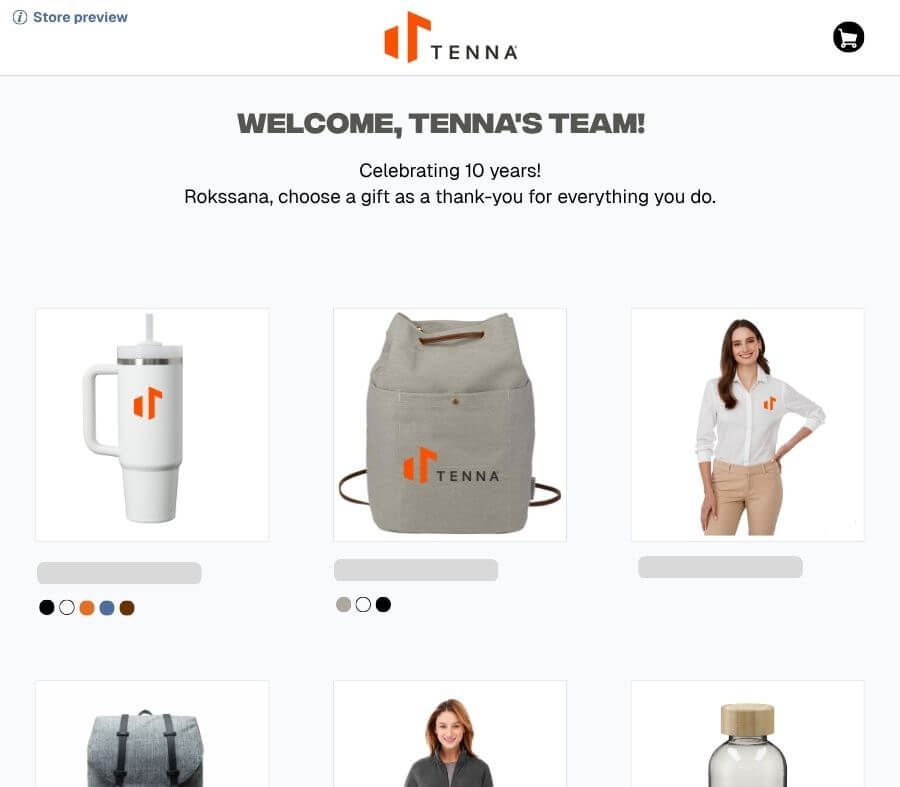 Store preview
TENNA
WELCOME, TENNA'S TEAM!
Celebrating 10 years!
Rokssana, choose a gift as a thank-you for everything you do.
TENNA